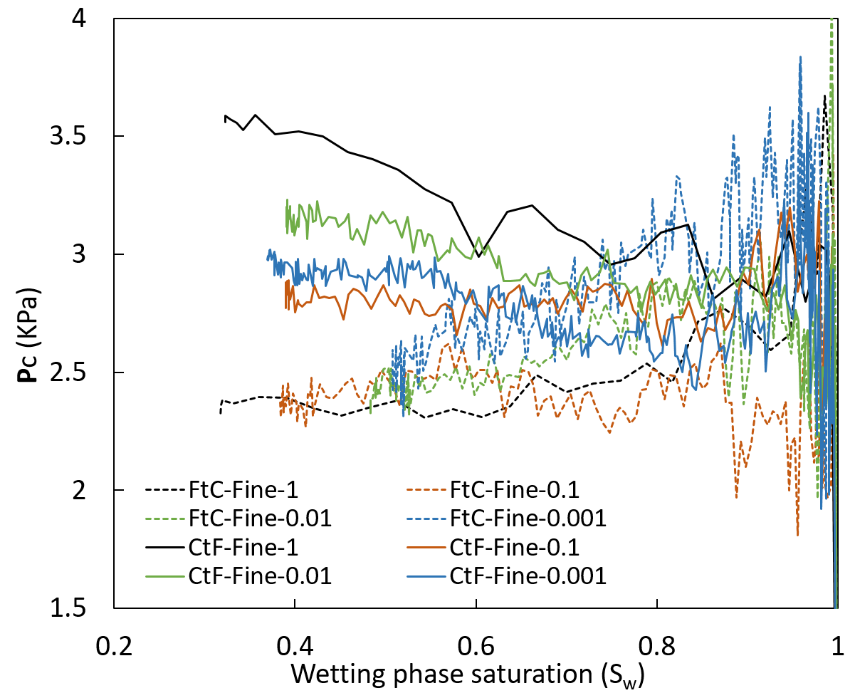 4
3.5
3
2.5
2
1.5
Pc (KPa)
FtC-Fine-1
FtC-Fine-0.1
FtC-Fine-0.01
FtC-Fine-0.001
CtF-Fine-1
CtF-Fine-0.1
CtF-Fine-0.01
CtF-Fine-0.001
0.2 0.4 0.6 0.8 1
Wetting phase saturation (Sw)